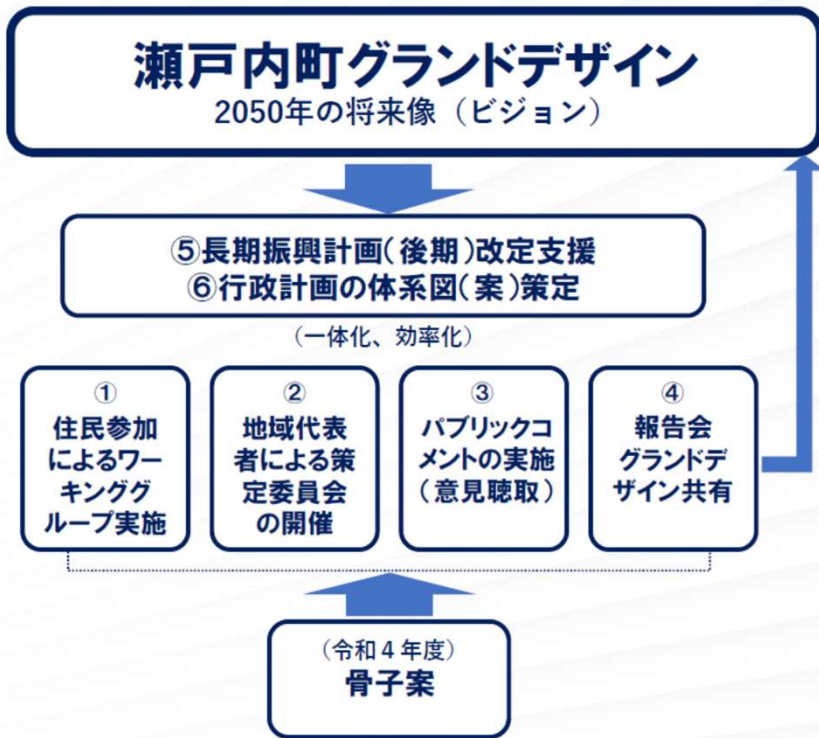 瀬戸内町グランドデザイン
2050年の将来像（ビジョン）
⑤長期振興計画(後期)改定支援
⑥行政計画の体系図(案)策定
（一体化、効率化）
①
住民参加
によるワー
キンググ
ループ実施
②
地域代表
者による策
定委員会
の開催
③
パブリックコ
メントの実施
（意見聴取）
④
報告会
グランドデ
ザイン共有
（令和４年度）
骨子案